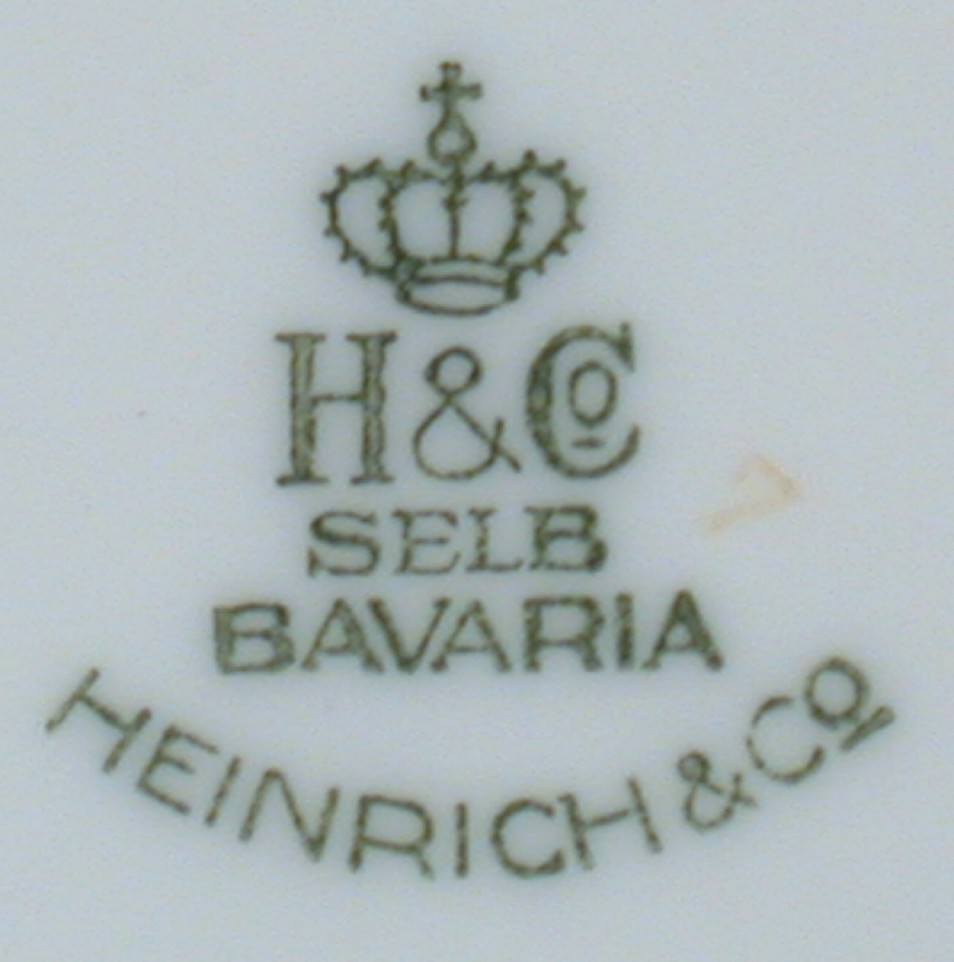 H&Co
SELB
BAVARIA
HEINRICH & Co